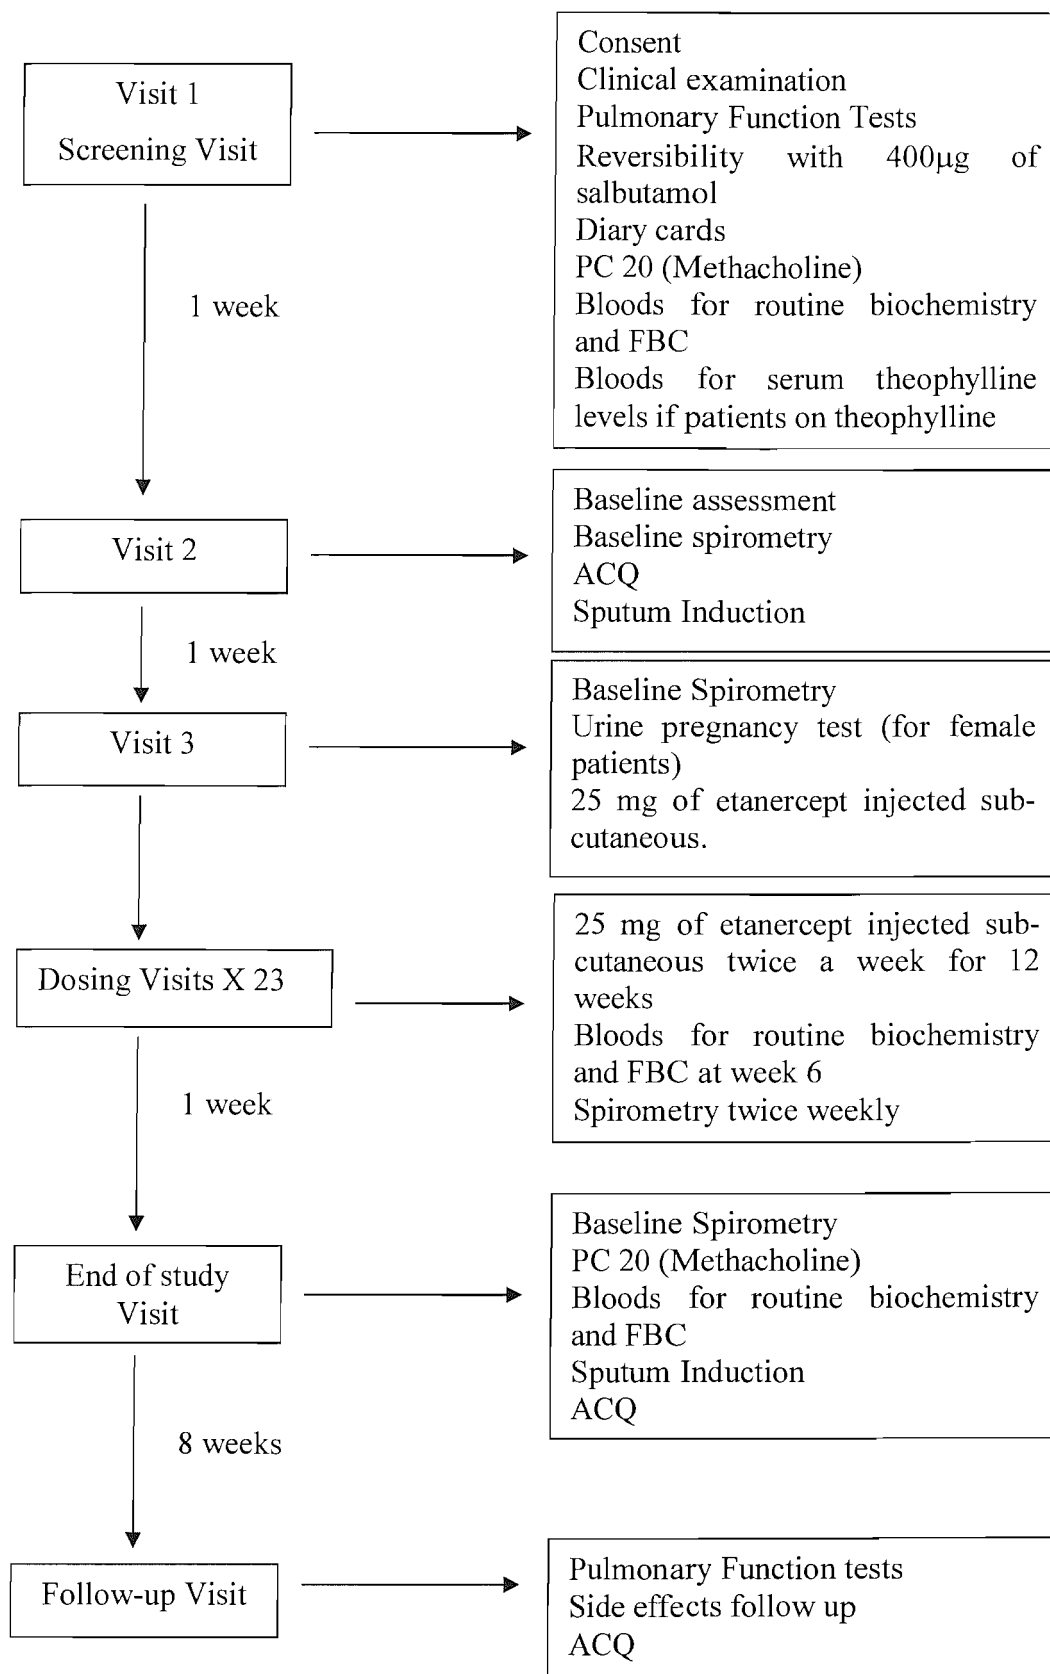 Visit 1
Screening Visit
Consent
Clinical examination
Pulmonary Function Tests
Reversibility with 400µg of
salbutamol
Diary cards
PC 20 (Methacholine)
Bloods for routine biochemistry
and FBC
Bloods for serum theophylline
levels if patients on theophylline
1 week
Visit 2
Baseline assessment
Baseline spirometry
ACQ
Sputum Induction
1 week
Visit 3
Baseline Spirometry
Urine pregnancy test (for female
patients)
25 mg of etanercept injected sub-
cutaneous.
Dosing Visits X 23
25 mg of etanercept injected sub-
cutaneous twice a week for 12
weeks
Bloods for routine biochemistry
and FBC at week 6
Spirometry twice weekly
1 week
End of study
Visit
Baseline Spirometry
PC 20 (Methacholine)
Bloods for routine biochemistry
and FBC
Sputum Induction
ACQ
8 weeks
Follow-up Visit
Pulmonary Function tests
Side effects follow up
ACQ